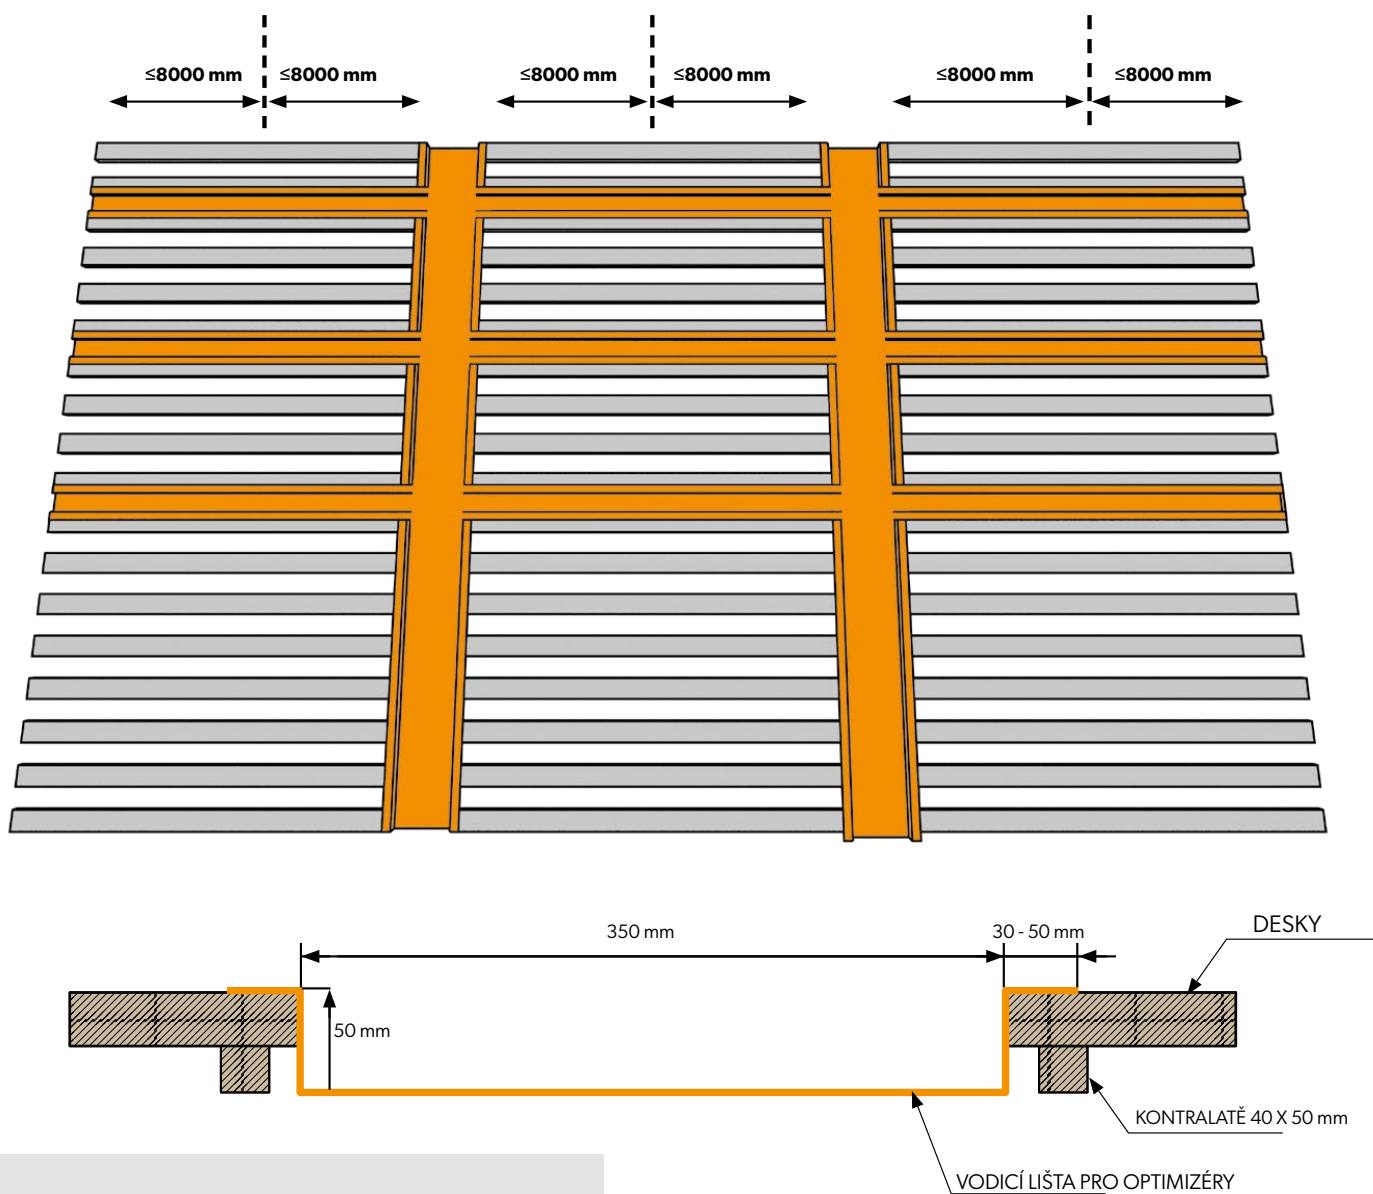 ≤8000 mm ≤8000 mm ≤8000 mm ≤8000 mm ≤8000 mm ≤8000 mm
350 mm 30 - 50 mm DESKY
50 mm
KONTRALATĚ 40 X 50 mm
VODICÍ LIŠTA PRO OPTIMIZÉRY